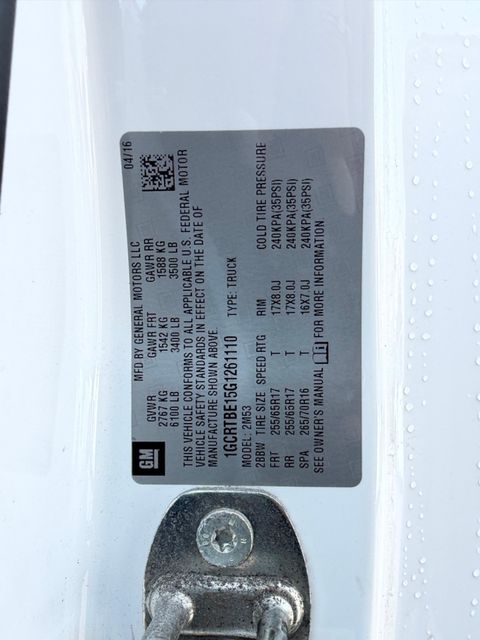 GM
MFD BY GENERAL MOTORS LLC
04/16
GVWR GAWR FRT GAWR RR
2767 KG 1542 KG 1588 KG
6100 LB 3400 LB 3500 LB
THIS VEHICLE CONFORMS TO ALL APPLICABLE U.S. FEDERAL MOTOR
VEHICLE SAFETY STANDARDS IN EFFECT ON THE DATE OF
MANUFACTURE SHOWN ABOVE.
1GCRTBE15G1261110 TYPE: TRUCK
MODEL: 2M53
2BBW TIRE SIZE SPEED RTG RIM COLD TIRE PRESSURE
FRT 255/65R17 T 17X8.0J 240KPA(35PSI)
RR 255/65R17 T 17X8.0J 240KPA(35PSI)
SPA 265/70R16 T 16X7.0J 240KPA(35PSI)
SEE OWNER'S MANUAL FOR MORE INFORMATION